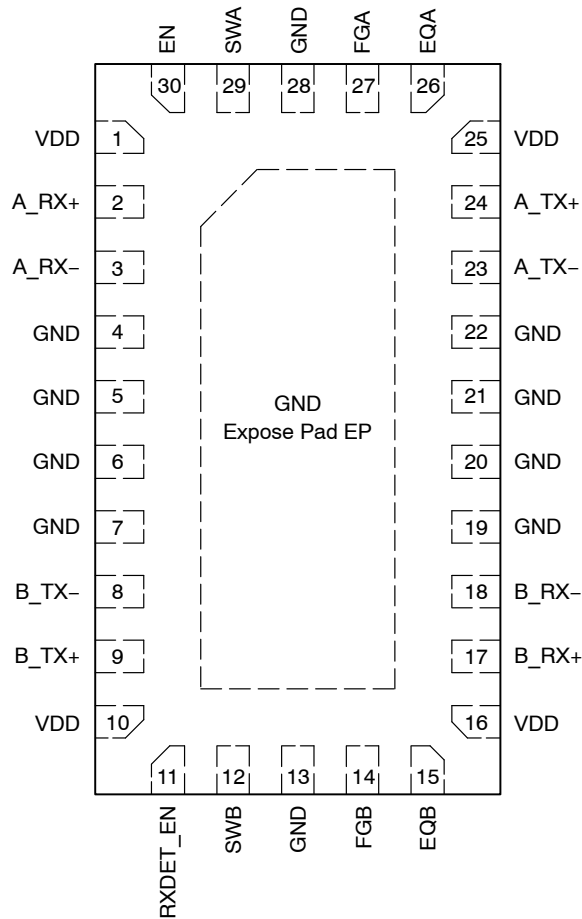 EN SWA GND FGA EQA
30 29 28 27 26
VDD 1 25 VDD
A_RX+ 2 24 A_TX+
A_RX− 3 23 A_TX−
GND 4 22 GND
GND 5 21 GND
GND
Expose Pad EP
GND 6 20 GND
GND 7 19 GND
B_TX− 8 18 B_RX−
B_TX+ 9 17 B_RX+
VDD 10 16 VDD
11 12 13 14 15
RXDET_EN SWB GND FGB EQB